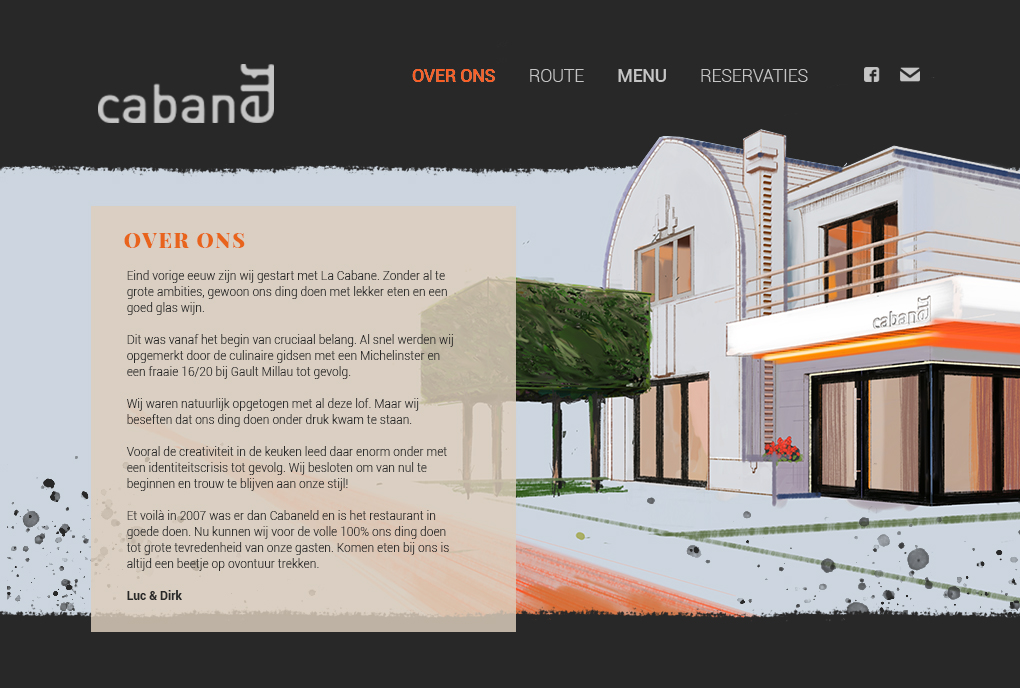 cabaneld
OVER ONS
ROUTE
MENU
RESERVATIES
OVER ONS
Eind vorige eeuw zijn wij gestart met La Cabane. Zonder al te
grote ambities, gewoon ons ding doen met lekker eten en een
goed glas wijn.
Dit was vanaf het begin van cruciaal belang. Al snel werden wij
opgemerkt door de culinaire gidsen met een Michelinster en
een fraaie 16/20 bij Gault Millau tot gevolg.
Wij waren natuurlijk opgetogen met al deze lof. Maar wij
beseften dat ons ding doen onder druk kwam te staan.
Vooral de creativiteit in de keuken leed daar enorm onder met
een identiteitscrisis tot gevolg. Wij besloten om van nul te
beginnen en trouw te blijven aan onze stijl!
Et voilà in 2007 was er dan Cabaneld en is het restaurant in
goede doen. Nu kunnen wij voor de volle 100% ons ding doen
tot grote tevredenheid van onze gasten. Komen eten bij ons is
altijd een beetje op ovontuur trekken.
Luc & Dirk
cabaneld